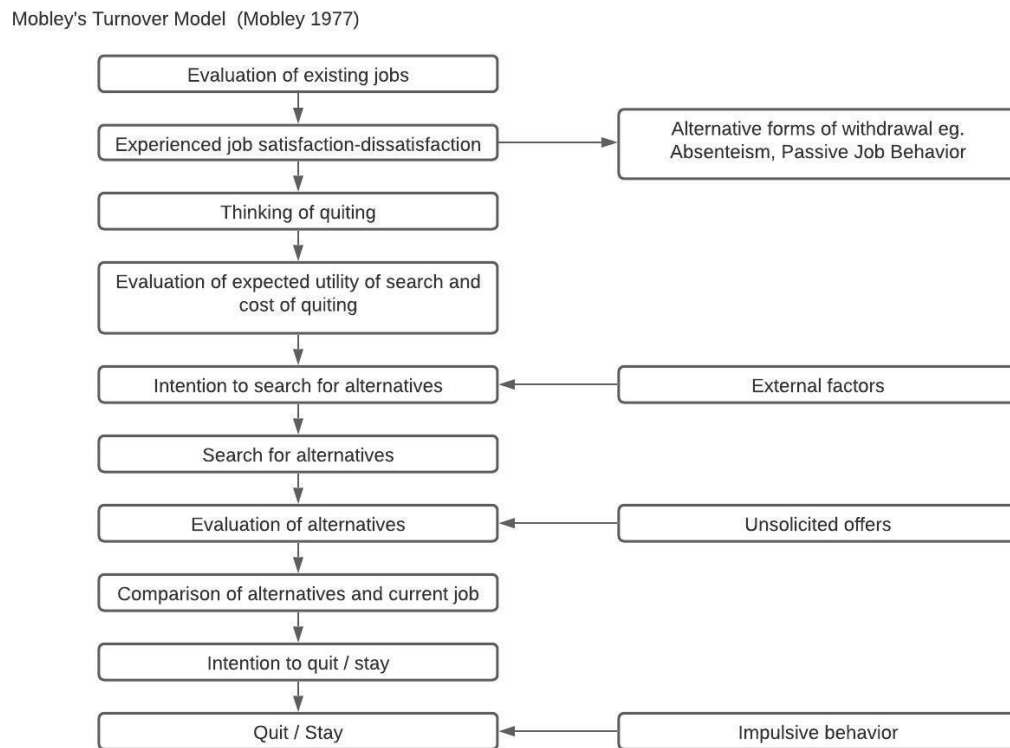 Mobley's Turnover Model (Mobley 1977)
Evaluation of existing jobs
Experienced job satisfaction-dissatisfaction
Alternative forms of withdrawal eg.
Absenteism, Passive Job Behavior
Thinking of quiting
Evaluation of expected utility of search and
cost of quiting
Intention to search for alternatives
External factors
Search for alternatives
Evaluation of alternatives
Unsolicited offers
Comparison of alternatives and current job
Intention to quit / stay
Quit / Stay
Impulsive behavior